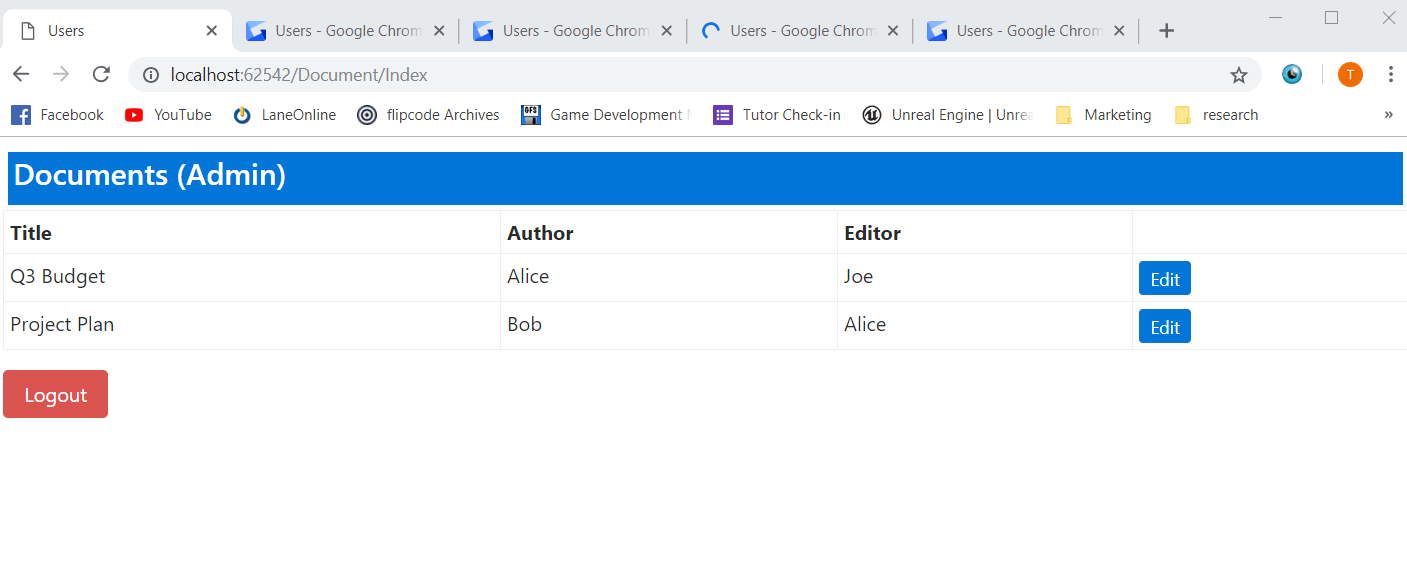 Users
Users - Google Chrom
Users - Google Chrom
Users - Google Chrom
Users - Google Chrom
localhost:62542/Document/Index
T
Facebook
YouTube
LaneOnline
flipcode Archives
GFS
Game Development
Tutor Check-in
Unreal Engine | Unrea
Marketing
research
»
Documents (Admin)
Title Author Editor
Q3 Budget Alice Joe Edit
Project Plan Bob Alice Edit
Logout